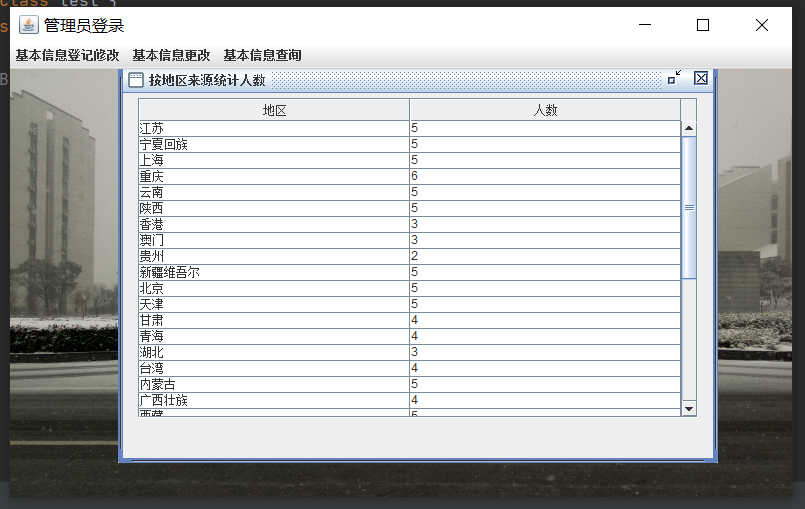 class test {
管理员登录
基本信息登记修改 基本信息更改 基本信息查询
按地区来源统计人数
地区 人数
江苏 5
宁夏回族 5
上海 5
重庆 6
云南 5
陕西 5
香港 3
澳门 3
贵州 2
新疆维吾尔 5
北京 5
天津 5
甘肃 4
青海 4
湖北 3
台湾 4
内蒙古 5
广西壮族 4
西藏 5